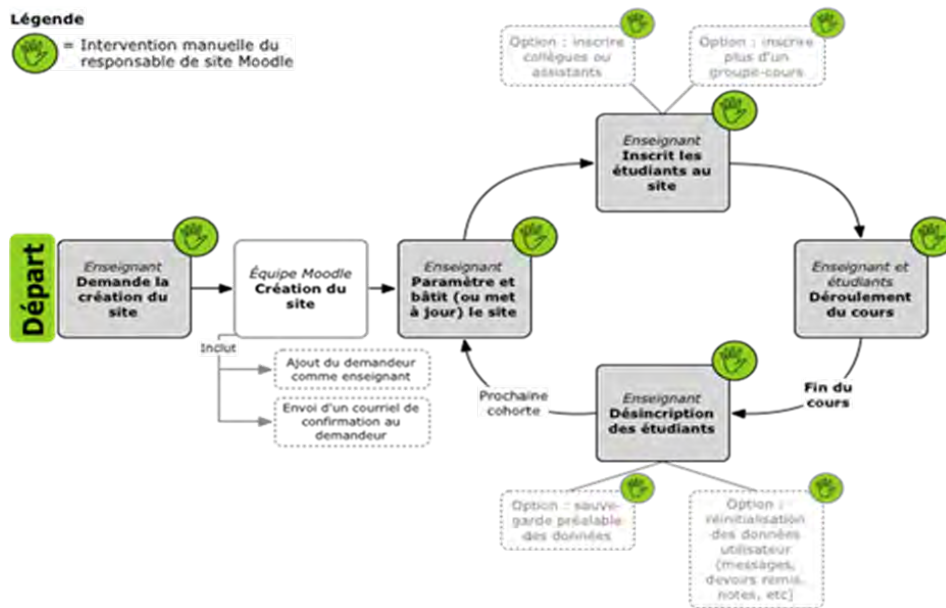 Légende
= Intervention manuelle du
responsable de site Moodle
Option : inscrire
collègues ou
assistants
Option : inscrire
plus d'un
groupe-cours
Enseignant
Inscrit les
étudiants au
site
Départ
Enseignant
Demande la
création du
site
Équipe Moodle
Création du
site
Enseignant
Paramètre et
bâtit (ou met
à jour) le site
Enseignant et
étudiants
Déroulement
du cours
Inclut
Ajout du demandeur
comme enseignant
Envoi d'un courriel de
confirmation au
demandeur
Prochaine
cohorte
Enseignant
Désincription
des étudiants
Fin du
cours
Option : sauve-
garde préalable
des données
Option :
réinitialisation
des données
utilisateur
(messages,
devoirs remis,
notes, etc)